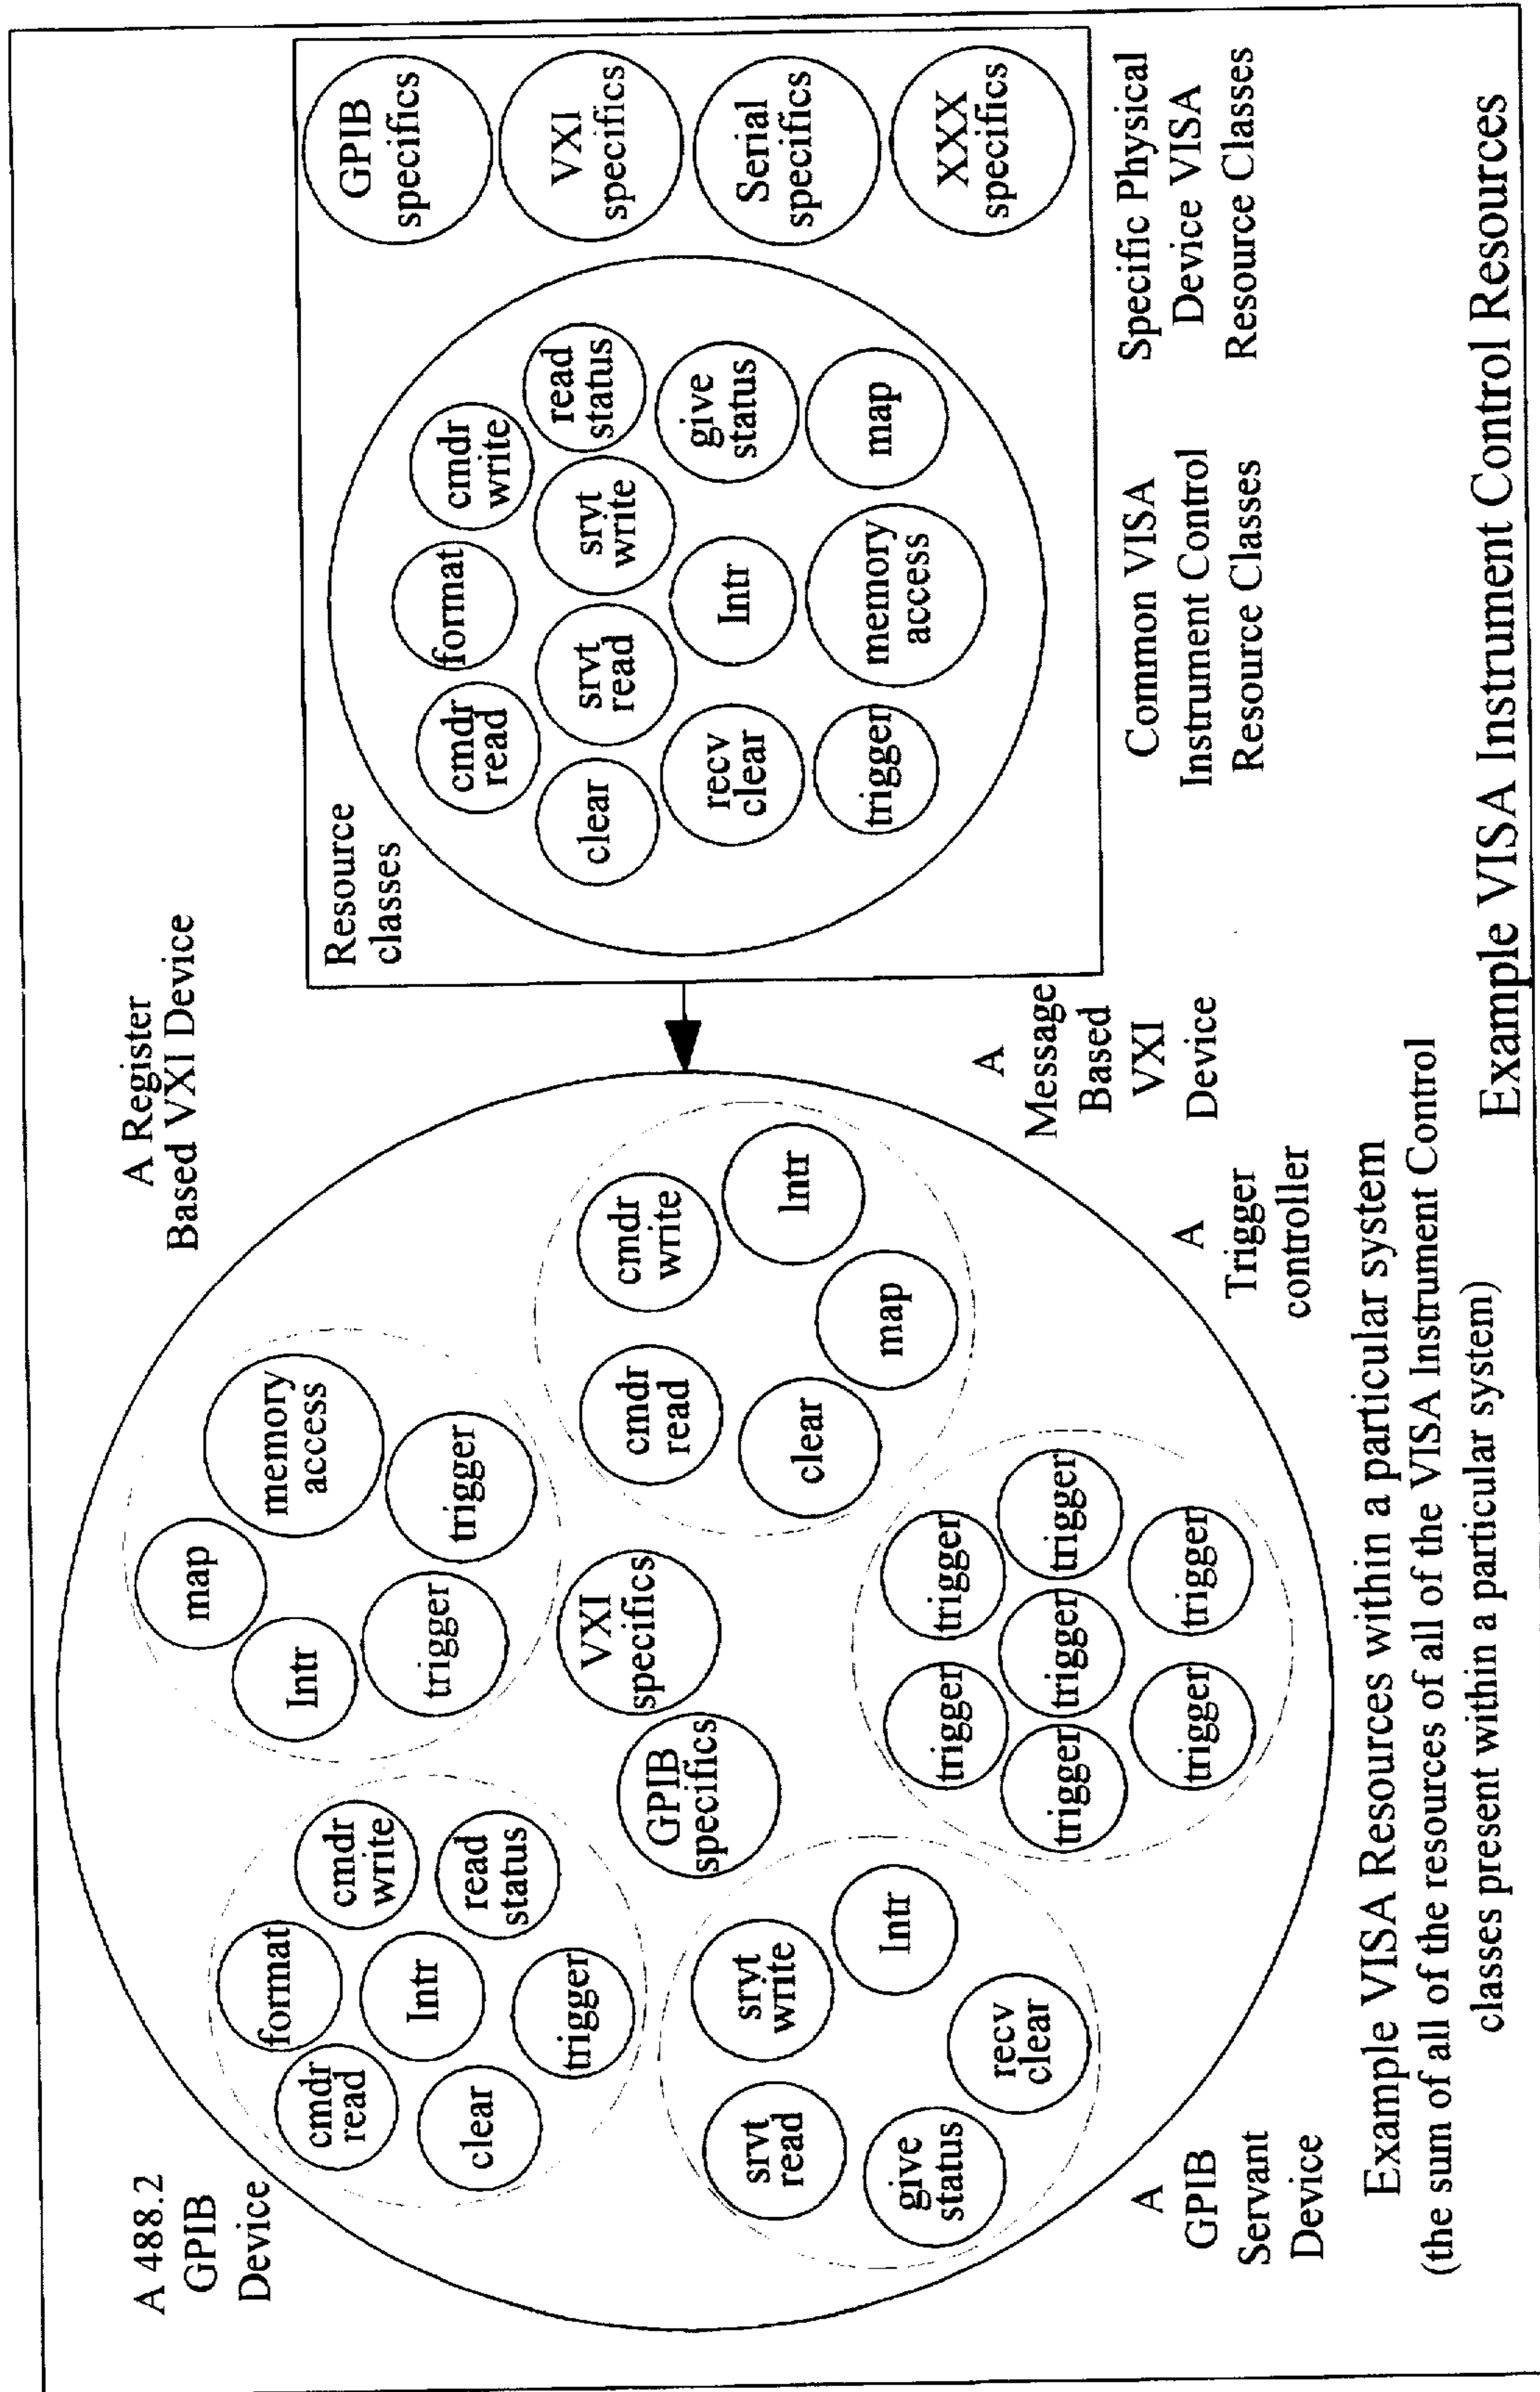 A 488.2
GPIB
Device
format
cmdr
read
cmdr
write
Intr
clear
read
status
trigger
A Register
Based VXI Device
map
Intr
memory
access
trigger
trigger
GPIB
specifics
VXI
specifics
cmdr
read
cmdr
write
clear
Intr
map
srvt
read
sryt
write
give
status
Intr
recv
clear
trigger
trigger
trigger
trigger
trigger
trigger
trigger
A
GPIB
Servant
Device
A
Trigger
controller
A
Message
Based
VXI
Device
Example VISA Resources within a particular system
(the sum of all of the resources of all of the VISA Instrument Control
classes present within a particular system)
Resource
classes
cmdr
read
format
cmdr
write
clear
srvt
read
sryt
write
read
status
recv
clear
Intr
give
status
trigger
memory
access
map
GPIB
specifics
VXI
specifics
Serial
specifics
XXX
specifics
Common VISA
Instrument Control
Resource Classes
Specific Physical
Device VISA
Resource Classes
Example VISA Instrument Control Resources